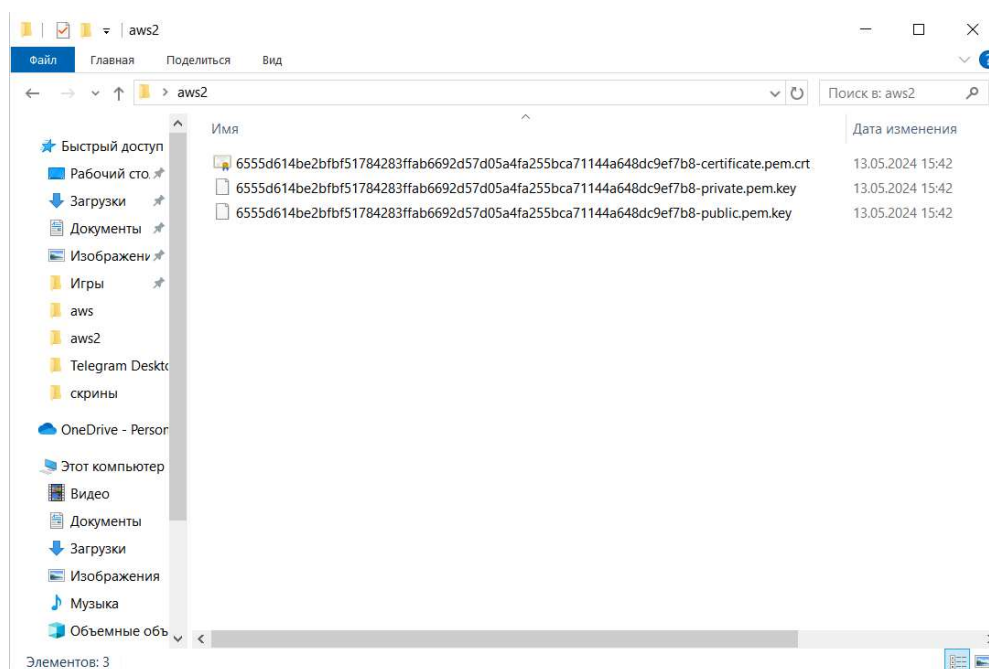 aws2
Файл Главная Поделиться Вид
aws2
Поиск в: aws2
Имя Дата изменения
6555d614be2bfbf51784283ffab6692d57d05a4fa255bca71144a648dc9ef7b8-certificate.pem.crt 13.05.2024 15:42
6555d614be2bfbf51784283ffab6692d57d05a4fa255bca71144a648dc9ef7b8-private.pem.key 13.05.2024 15:42
6555d614be2bfbf51784283ffab6692d57d05a4fa255bca71144a648dc9ef7b8-public.pem.key 13.05.2024 15:42
Быстрый доступ
Рабочий сто
Загрузки
Документы
Изображени
Игры
aws
aws2
Telegram Deskto
скрины
OneDrive - Person
Этот компьютер
Видео
Документы
Загрузки
Изображения
Музыка
Объемные объ
Элементов: 3